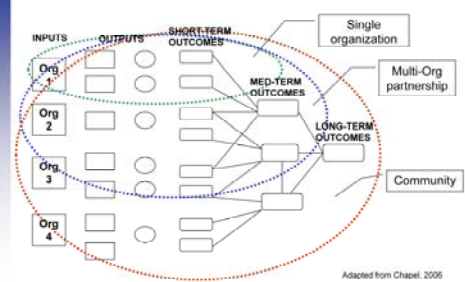 INPUTS
OUTPUTS
SHORT-TERM
OUTCOMES
Single
organization
Org
1
MED-TERM
OUTCOMES
Multi-Org
partnership
Org
2
LONG-TERM
OUTCOMES
Org
3
Community
Org
4
Adapted from Chapel, 2006